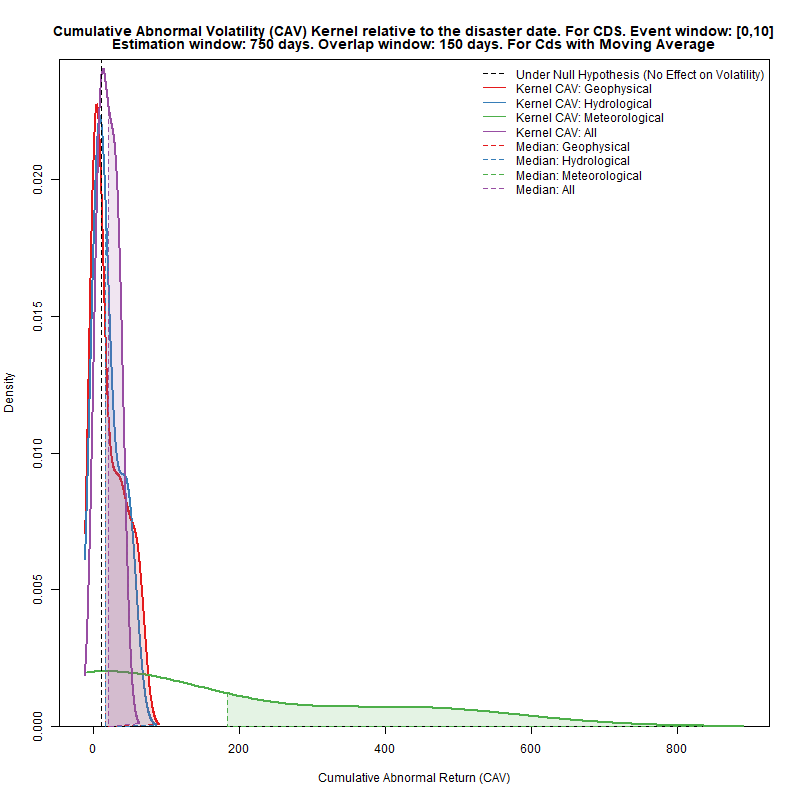 Cumulative Abnormal Volatility (CAV) Kernel relative to the disaster date. For CDS. Event window: [0,10]
Estimation window: 750 days. Overlap window: 150 days. For Cds with Moving Average
Under Null Hypothesis (No Effect on Volatility)
Kernel CAV: Geophysical
Kernel CAV: Hydrological
Kernel CAV: Meteorological
Kernel CAV: All
Median: Geophysical
Median: Hydrological
Median: Meteorological
Median: All
Density
0.020
0.015
0.010
0.005
0.000
0 200 400 600 800
Cumulative Abnormal Return (CAV)